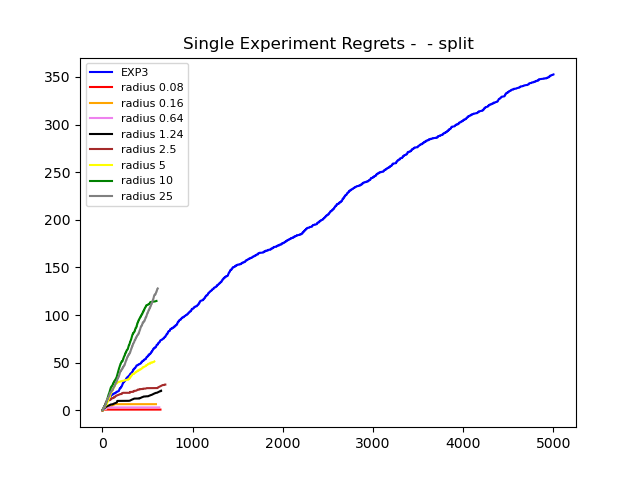 Single Experiment Regrets -  - split
EXP3
radius 0.08
radius 0.16
radius 0.64
radius 1.24
radius 2.5
radius 5
radius 10
radius 25
350
300
250
200
150
100
50
0
0 1000 2000 3000 4000 5000